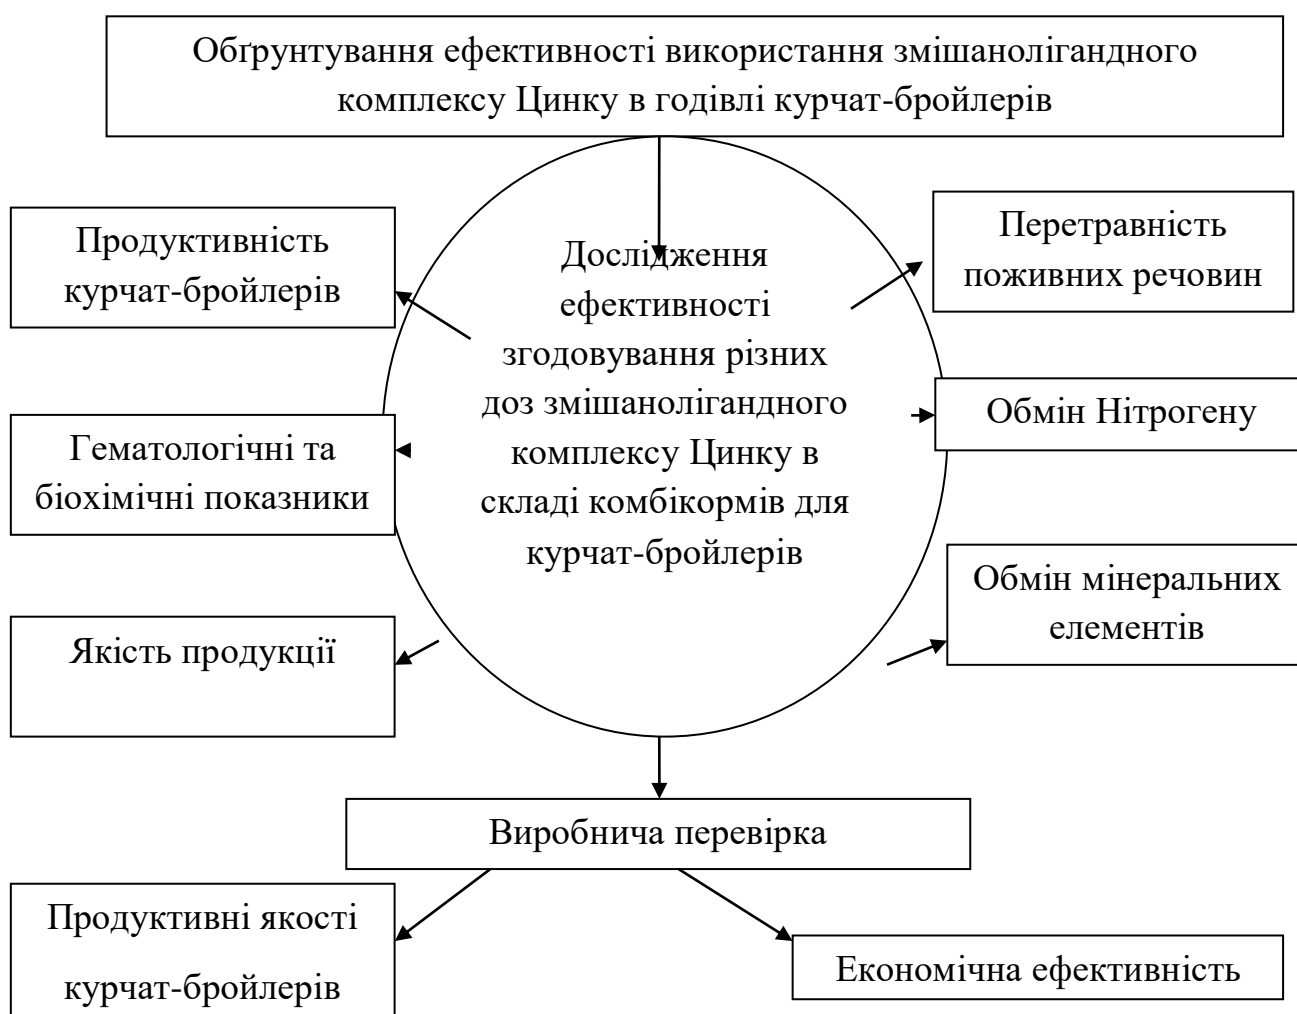 Обґрунтування ефективності використання змішанолігандного
комплексу Цинку в годівлі курчат-бройлерів
Продуктивність
курчат-бройлерів
Дослідження
ефективності
згодовування різних
доз змішанолігандного
комплексу Цинку в
складі комбікормів для
курчат-бройлерів
Перетравність
поживних речовин
Гематологічні та
біохімічні показники
Обмін Нітрогену
Якість продукції
Обмін мінеральних
елементів
Виробнича перевірка
Продуктивні якості
курчат-бройлерів
Економічна ефективність